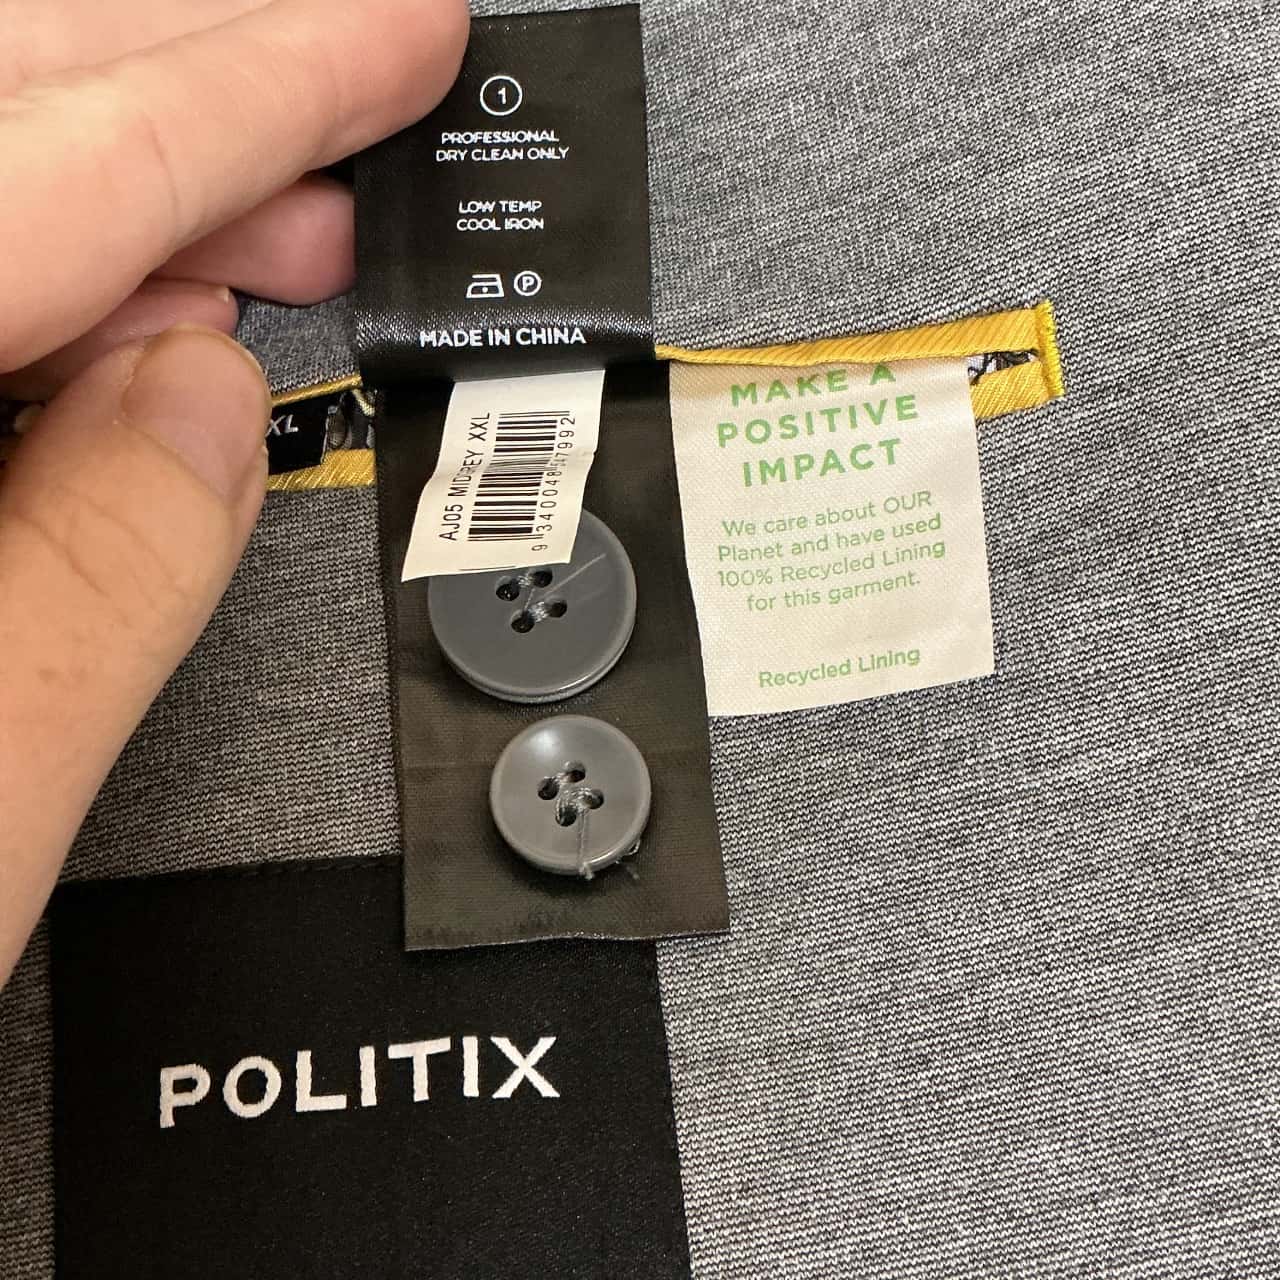 1
PROFESSIONAL
DRY CLEAN ONLY
LOW TEMP
COOL IRON
P
MADE IN CHINA
XL
AJ05 MIDREY XXL
MAKE A
POSITIVE
IMPACT
We care about OUR
Planet and have used
100% Recycled Lining
for this garment.
Recycled Lining
POLITIX